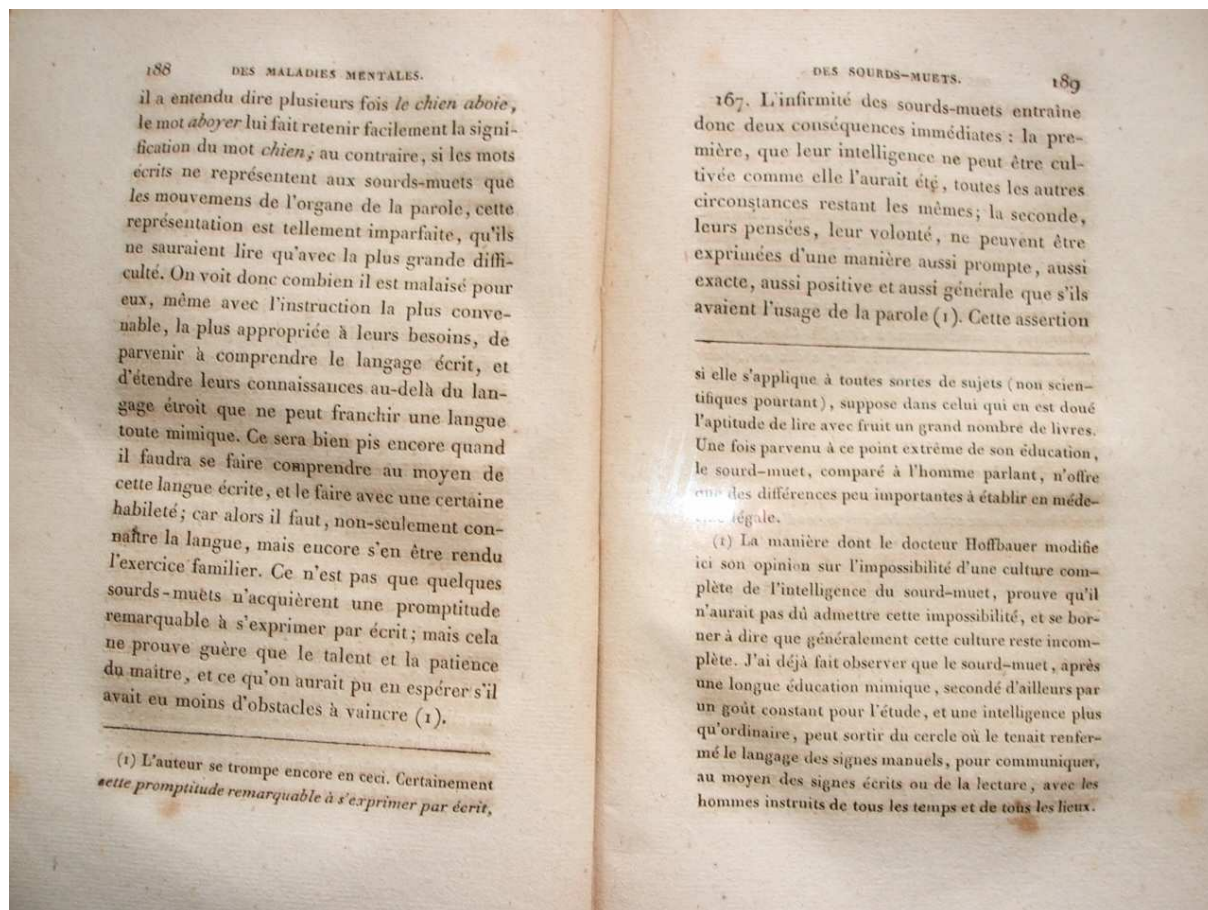 188 DES MALADIES MENTALES.
il a entendu dire plusieurs fois le chien aboie,
le mot aboyer lui fait retenir facilement la signi-
fication du mot chien; au contraire, si les mots
écrits ne représentent aux sourds-muets que
les mouvemens de l'organe de la parole, cette
représentation est tellement imparfaite, qu'ils
ne sauraient lire qu'avec la plus grande diffi-
culté. On voit donc combien il est malaisé pour
eux, même avec l'instruction la plus conve-
nable, la plus appropriée à leurs besoins, de
parvenir à comprendre le langage écrit, et
d'étendre leurs connaissances au-delà du lan-
gage étroit que ne peut franchir une langue
toute mimique. Ce sera bien pis encore quand
il faudra se faire comprendre au moyen de
cette langue écrite, et le faire avec une certaine
habileté; car alors il faut, non-seulement con-
naître la langue, mais encore s'en être rendu
l'exercice familier. Ce n'est pas que quelques
sourds-muets n'acquièrent une promptitude
remarquable à s'exprimer par écrit; mais cela
ne prouve guère que le talent et la patience
du maître, et ce qu'on aurait pu en espérer s'il
avait eu moins d'obstacles à vaincre (1).
(1) L'auteur se trompe encore en ceci. Certainement
cette promptitude remarquable à s'exprimer par écrit,
DES SOURDS-MUETS. 189
167. L'infirmité des sourds-muets entraîne
donc deux conséquences immédiates : la pre-
mière, que leur intelligence ne peut être cul-
tivée comme elle l'aurait été, toutes les autres
circonstances restant les mêmes; la seconde,
leurs pensées, leur volonté, ne peuvent être
exprimées d'une manière aussi prompte, aussi
exacte, aussi positive et aussi générale que s'ils
avaient l'usage de la parole (1). Cette assertion
si elle s'applique à toutes sortes de sujets (non scien-
tifiques pourtant), suppose dans celui qui en est doué
l'aptitude de lire avec fruit un grand nombre de livres.
Une fois parvenu à ce point extrême de son éducation,
le sourd-muet, comparé à l'homme parlant, n'offre
que des différences peu importantes à établir en méde-
légale.
(1) La manière dont le docteur Hoffbauer modifie
ici son opinion sur l'impossibilité d'une culture com-
plète de l'intelligence du sourd-muet, prouve qu'il
n'aurait pas dû admettre cette impossibilité, et se bor-
ner à dire que généralement cette culture reste incom-
plète. J'ai déjà fait observer que le sourd-muet, après
une longue éducation mimique, secondé d'ailleurs par
un goût constant pour l'étude, et une intelligence plus
qu'ordinaire, peut sortir du cercle où le tenait renfer-
mé le langage des signes manuels, pour communiquer,
au moyen des signes écrits ou de la lecture, avec les
hommes instruits de tous les temps et de tous les lieux.